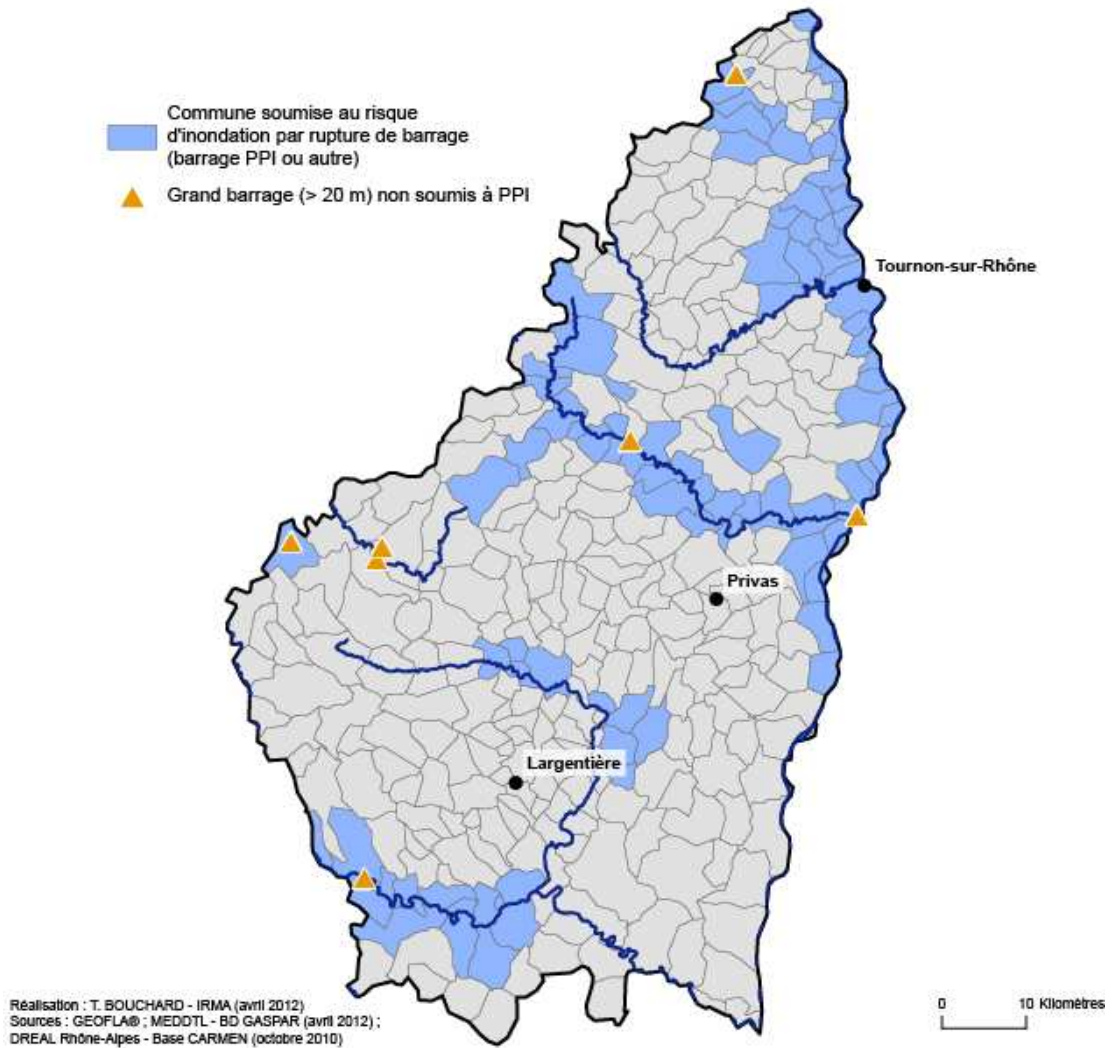 Commune soumise au risque
d'inondation par rupture de barrage
(barrage PPI ou autre)
Grand barrage (> 20 m) non soumis à PPI
Tournon-sur-Rhône
Privas
Largentière
Réalisation : T. BOUCHARD - IRMA (avril 2012)
Sources : GEOFLA® ; MEDDTL - BD GASPAR (avril 2012) ;
DREAL Rhône-Alpes - Base CARMEN (octobre 2010)
0 10 Kilomètres